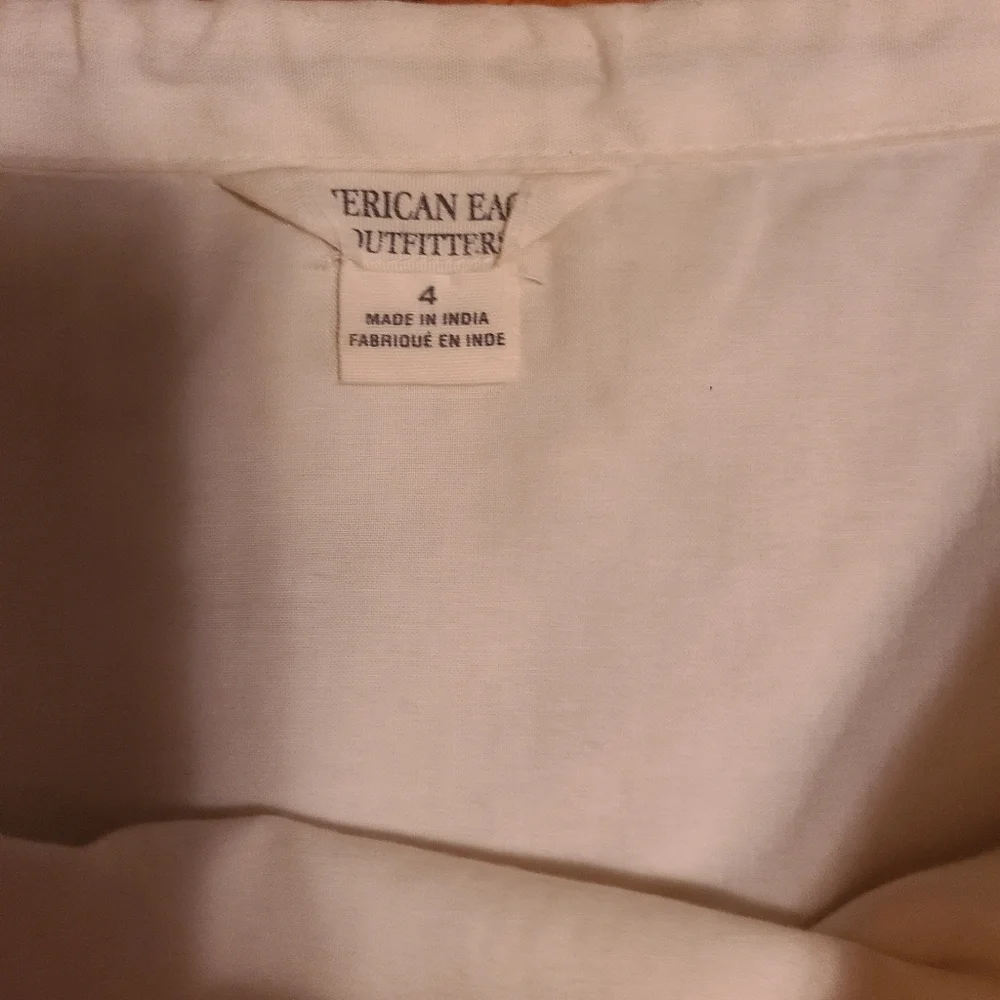 ERICAN EAG
OUTFITTERS
4
MADE IN INDIA
FABRIQUÉ EN INDE